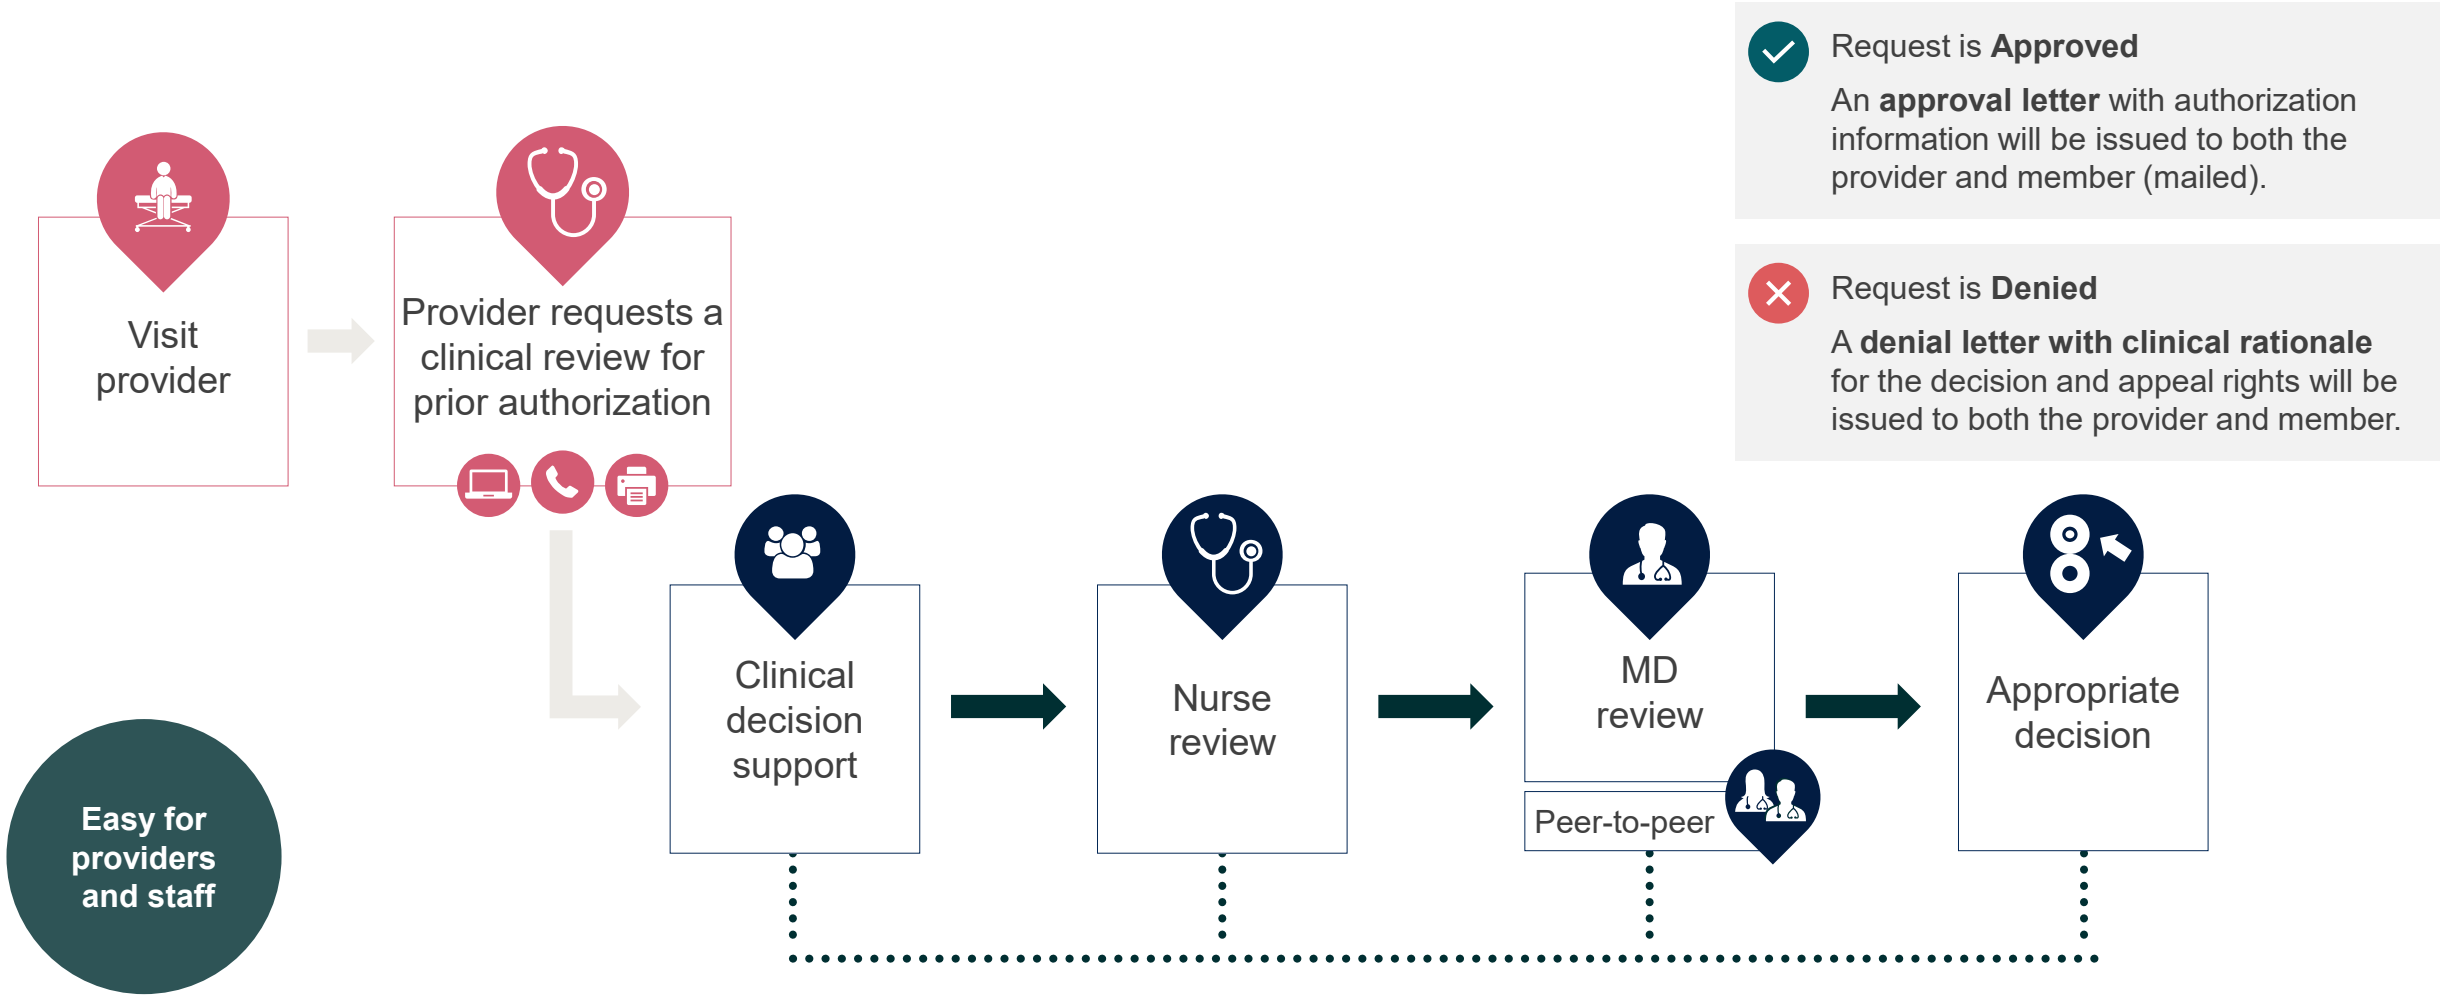 Visit
provider
Provider requests a
clinical review for
prior authorization
Request is Approved
An approval letter with authorization
information will be issued to both the
provider and member (mailed).
Request is Denied
A denial letter with clinical rationale
for the decision and appeal rights will be
issued to both the provider and member.
Clinical
decision
support
Nurse
review
MD
review
Peer-to-peer
Appropriate
decision
Easy for
providers
and staff